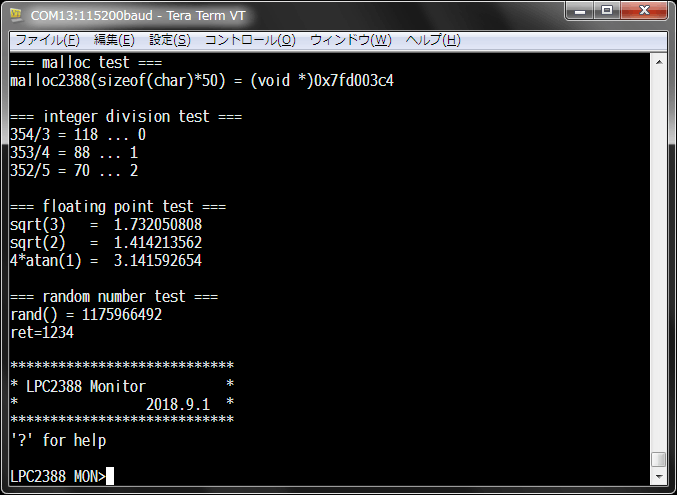 COM13:115200baud - Tera Term VT
ファイル(F) 編集(E) 設定(S) コントロール(O) ウィンドウ(W) ヘルプ(H)
=== malloc test ===
malloc2388(sizeof(char)*50) = (void *)0x7fd003c4
=== integer division test ===
354/3 = 118 ... 0
353/4 = 88 ... 1
352/5 = 70 ... 2
=== floating point test ===
sqrt(3)   =  1.732050808
sqrt(2)   =  1.414213562
4*atan(1) =  3.141592654
=== random number test ===
rand() = 1175966492
ret=1234
****************************
* LPC2388 Monitor          *
*                2018.9.1  *
****************************
'?' for help
LPC2388 MON>